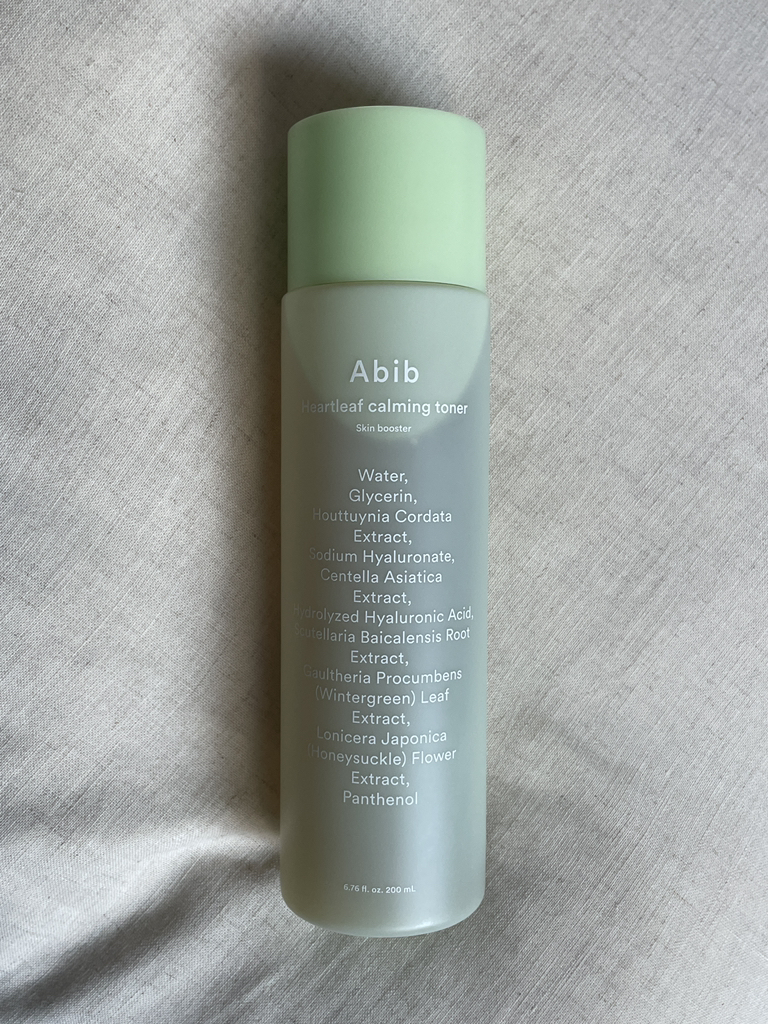 Abib
Heartleaf calming toner
Skin booster
Water,
Glycerin,
Houttuynia Cordata
Extract,
Sodium Hyaluronate,
Centella Asiatica
Extract,
Hydrolyzed Hyaluronic Acid,
Scutellaria Baicalensis Root
Extract,
Gaultheria Procumbens
(Wintergreen) Leaf
Extract,
Lonicera Japonica
(Honeysuckle) Flower
Extract,
Panthenol
6.76 fl. oz. 200 mL